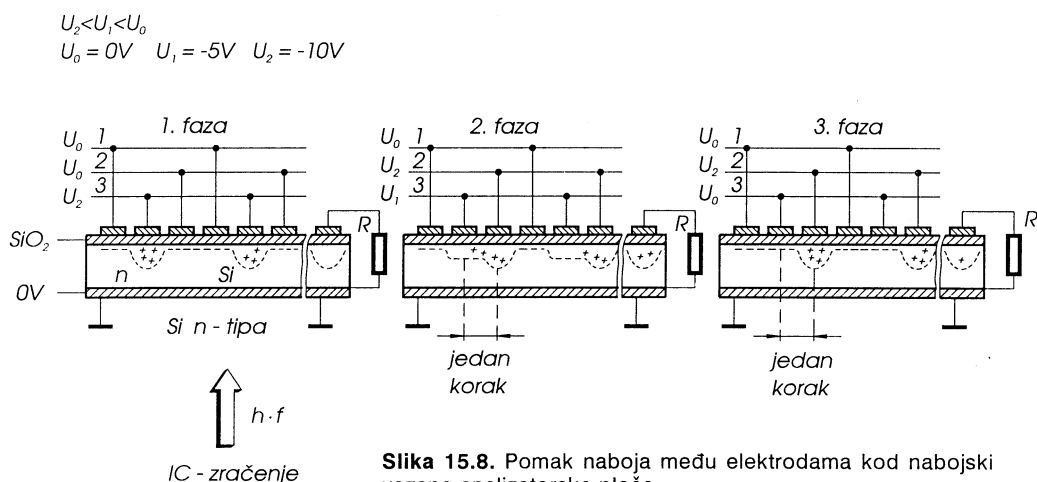 U₂<U₁<U₀
U₀ = 0V U₁ = -5V U₂ = -10V
1. faza
U₀ 1
U₀ 2
U₂ 3
R
SiO₂
n
Si
0V
Si n - tipa
h·f
IC - zračenje
2. faza
U₀ 1
U₂ 2
U₁ 3
R
jedan
korak
3. faza
U₀ 1
U₂ 2
U₀ 3
R
jedan
korak
Slika 15.8. Pomak naboja među elektrodama kod nabojski